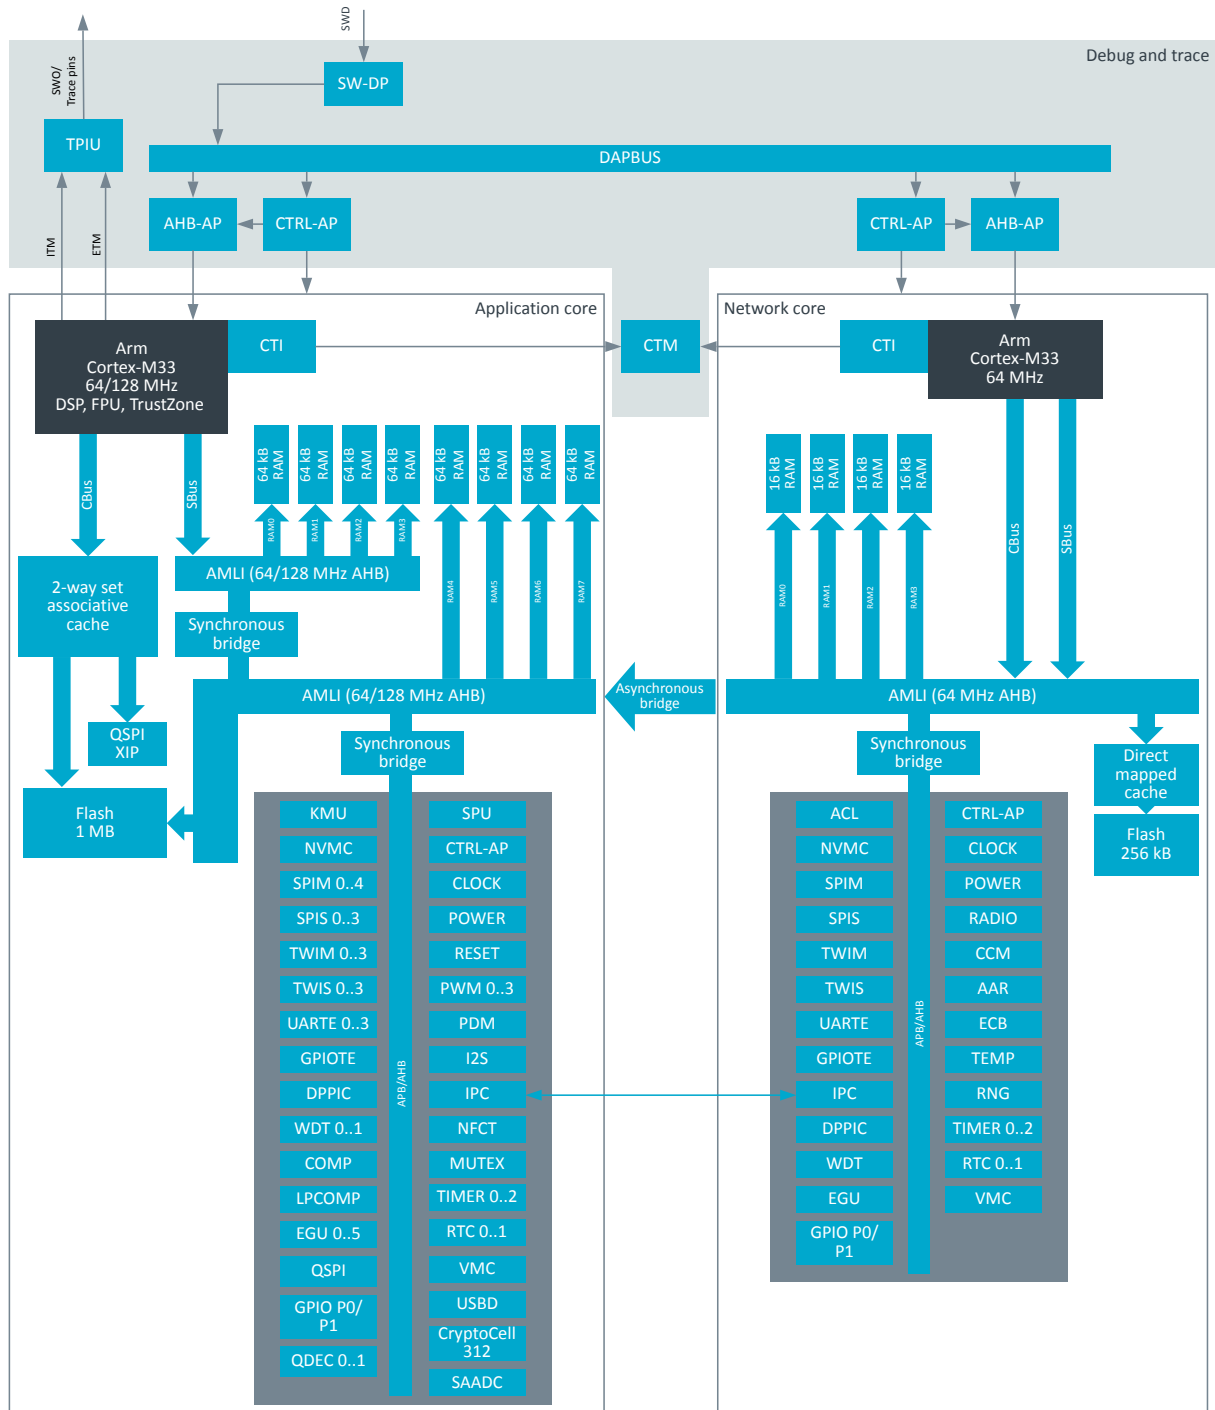 SWD
SWO/
Trace pins
Debug and trace
SW-DP
TPIU
DAPBUS
AHB-AP
CTRL-AP
CTRL-AP
AHB-AP
ITM
ETM
Application core
Network core
Arm
Cortex-M33
64/128 MHz
DSP, FPU, TrustZone
CTI
CTM
CTI
Arm
Cortex-M33
64 MHz
CBus
SBus
64 kB
RAM
64 kB
RAM
64 kB
RAM
64 kB
RAM
64 kB
RAM
64 kB
RAM
64 kB
RAM
64 kB
RAM
16 kB
RAM
16 kB
RAM
16 kB
RAM
16 kB
RAM
CBus
SBus
RAM0
RAM1
RAM2
RAM3
RAM4
RAM5
RAM6
RAM7
RAM0
RAM1
RAM2
RAM3
2-way set
associative
cache
AMLI (64/128 MHz AHB)
Synchronous
bridge
AMLI (64/128 MHz AHB)
Asynchronous
bridge
AMLI (64 MHz AHB)
QSPI
XIP
Synchronous
bridge
Synchronous
bridge
Direct
mapped
cache
Flash
1 MB
Flash
256 kB
KMU
NVMC
SPIM 0..4
SPIS 0..3
TWIM 0..3
TWIS 0..3
UARTE 0..3
GPIOTE
DPPIC
WDT 0..1
COMP
LPCOMP
EGU 0..5
QSPI
GPIO P0/
P1
QDEC 0..1
APB/AHB
SPU
CTRL-AP
CLOCK
POWER
RESET
PWM 0..3
PDM
I2S
IPC
NFCT
MUTEX
TIMER 0..2
RTC 0..1
VMC
USBD
CryptoCell
312
SAADC
ACL
NVMC
SPIM
SPIS
TWIM
TWIS
UARTE
GPIOTE
IPC
DPPIC
WDT
EGU
GPIO P0/
P1
APB/AHB
CTRL-AP
CLOCK
POWER
RADIO
CCM
AAR
ECB
TEMP
RNG
TIMER 0..2
RTC 0..1
VMC